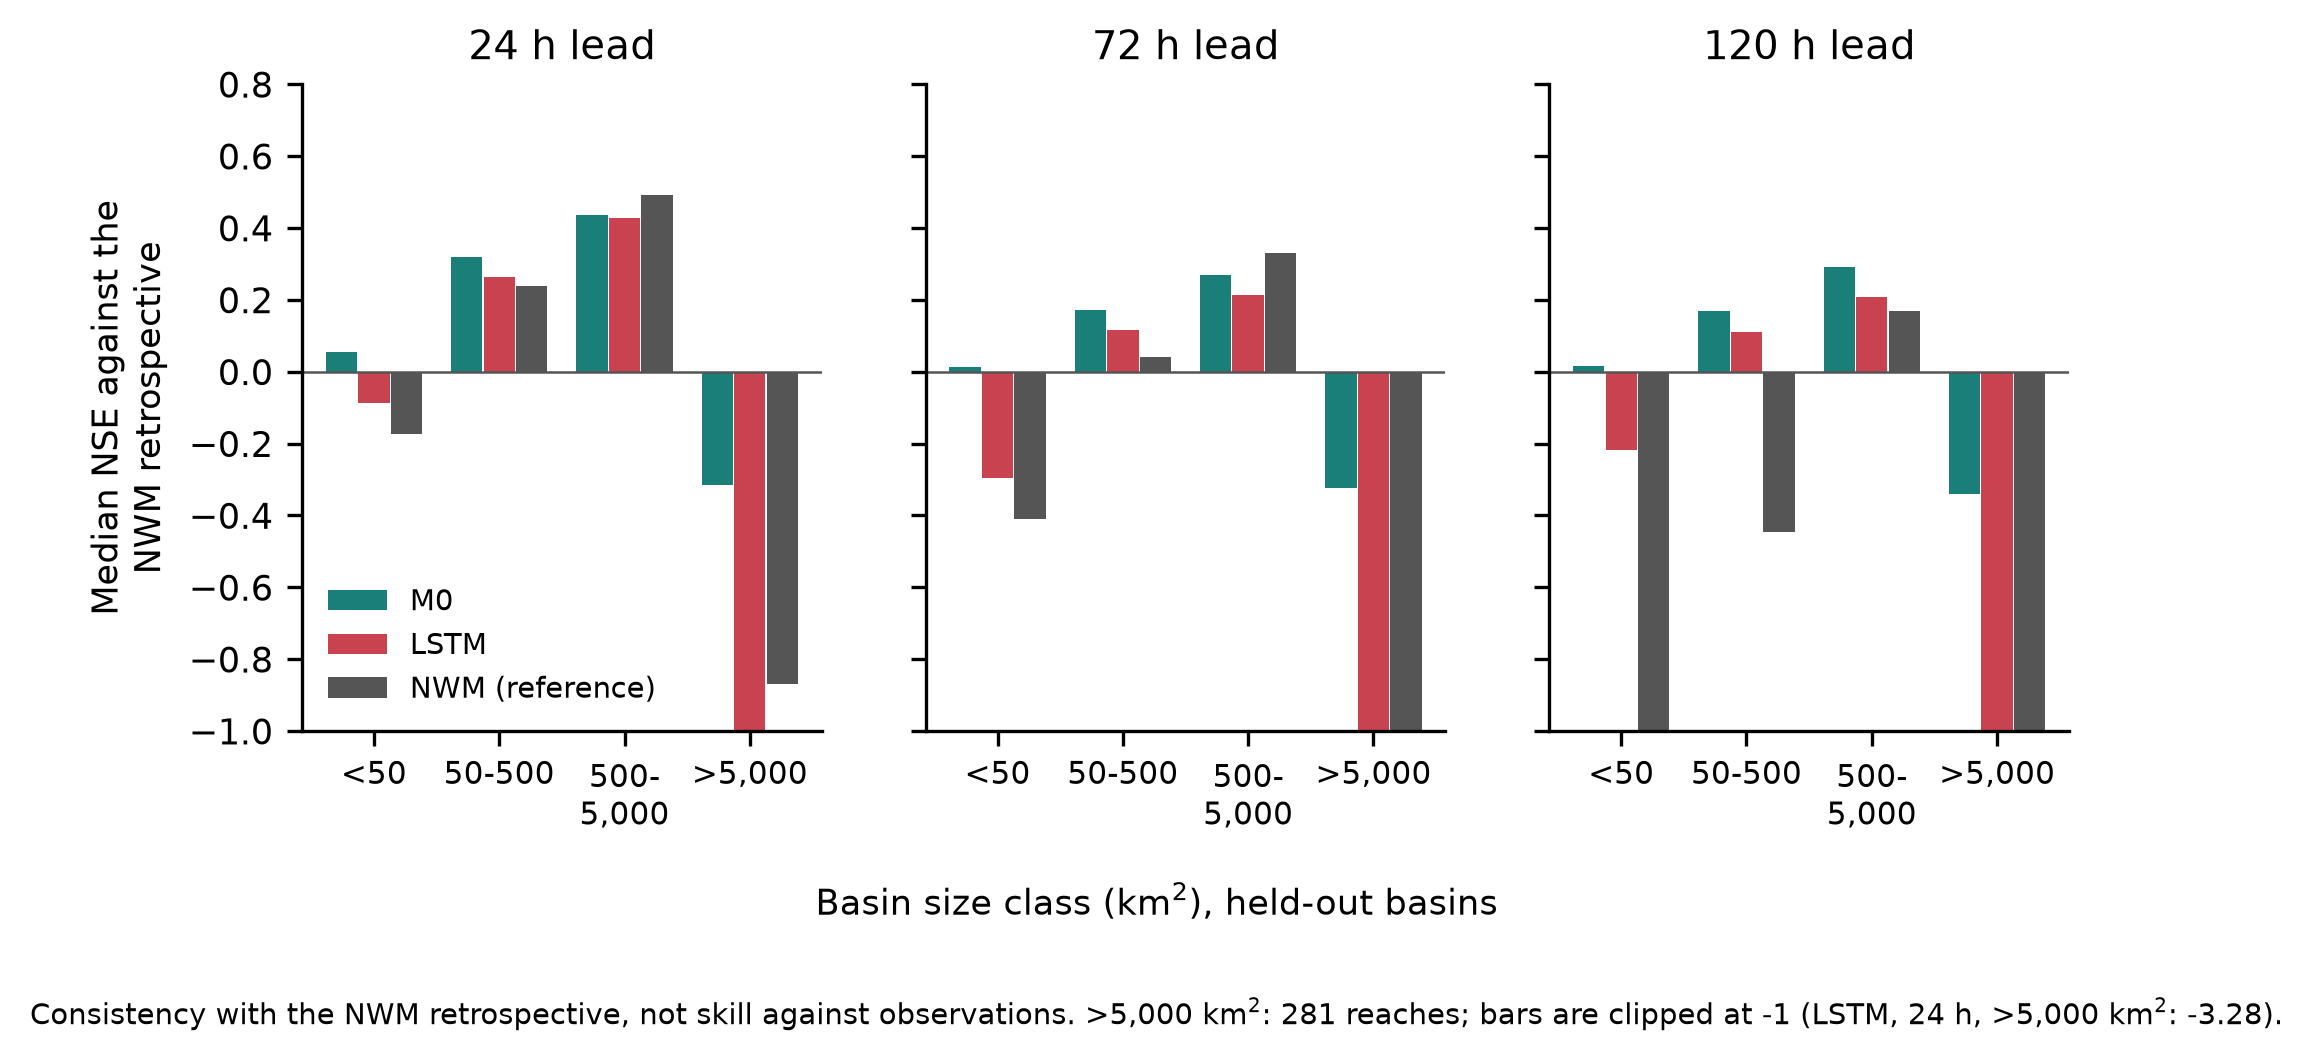 24 h lead
72 h lead
120 h lead
Median NSE against the
NWM retrospective
0.8
0.6
0.4
0.2
0.0
−0.2
−0.4
−0.6
−0.8
−1.0
M0
LSTM
NWM (reference)
<50 50-500 500-5,000 >5,000
<50 50-500 500-5,000 >5,000
<50 50-500 500-5,000 >5,000
Basin size class (km²), held-out basins
Consistency with the NWM retrospective, not skill against observations. >5,000 km²: 281 reaches; bars are clipped at -1 (LSTM, 24 h, >5,000 km²: -3.28).